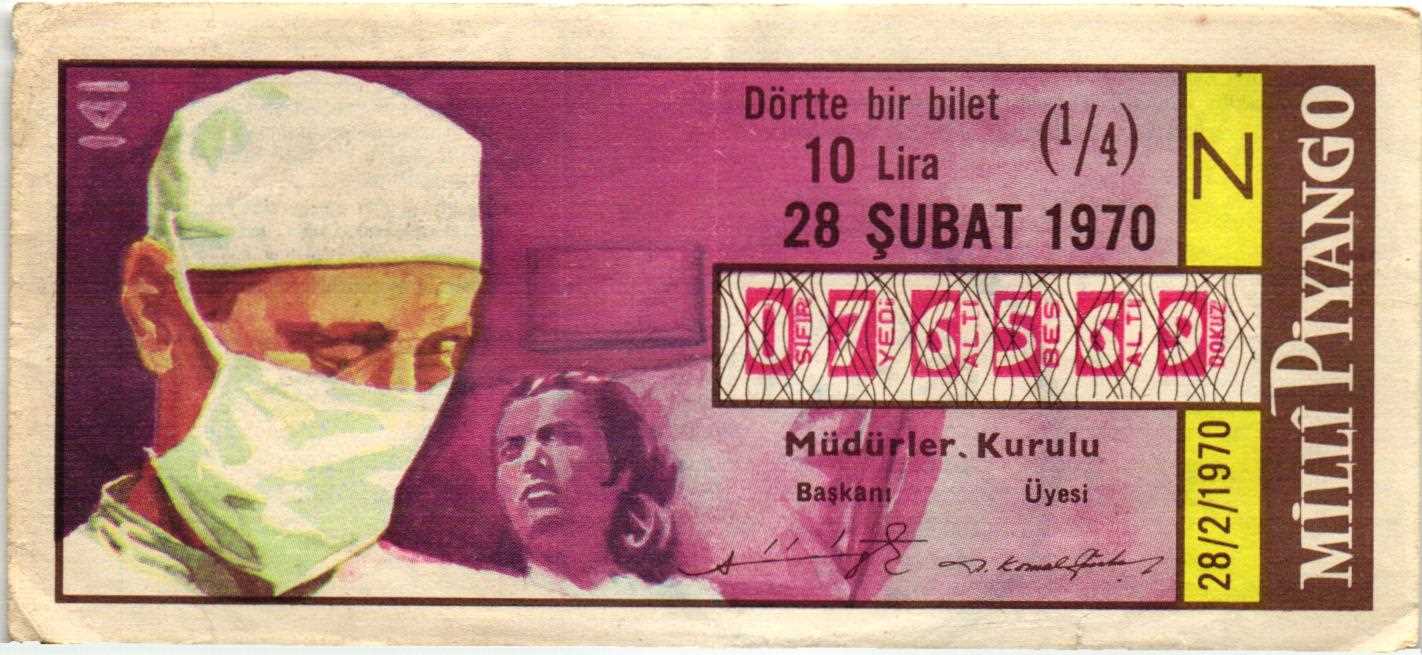 Dörtte bir bilet
10 Lira
(1/4)
28 ŞUBAT 1970
Z
0 7 6 5 6 9
SIFIR YEDİ ALTI BEŞ ALTI DOKUZ
Müdürler. Kurulu
Başkanı Üyesi
28/2/1970
MİLLÎ PİYANGO